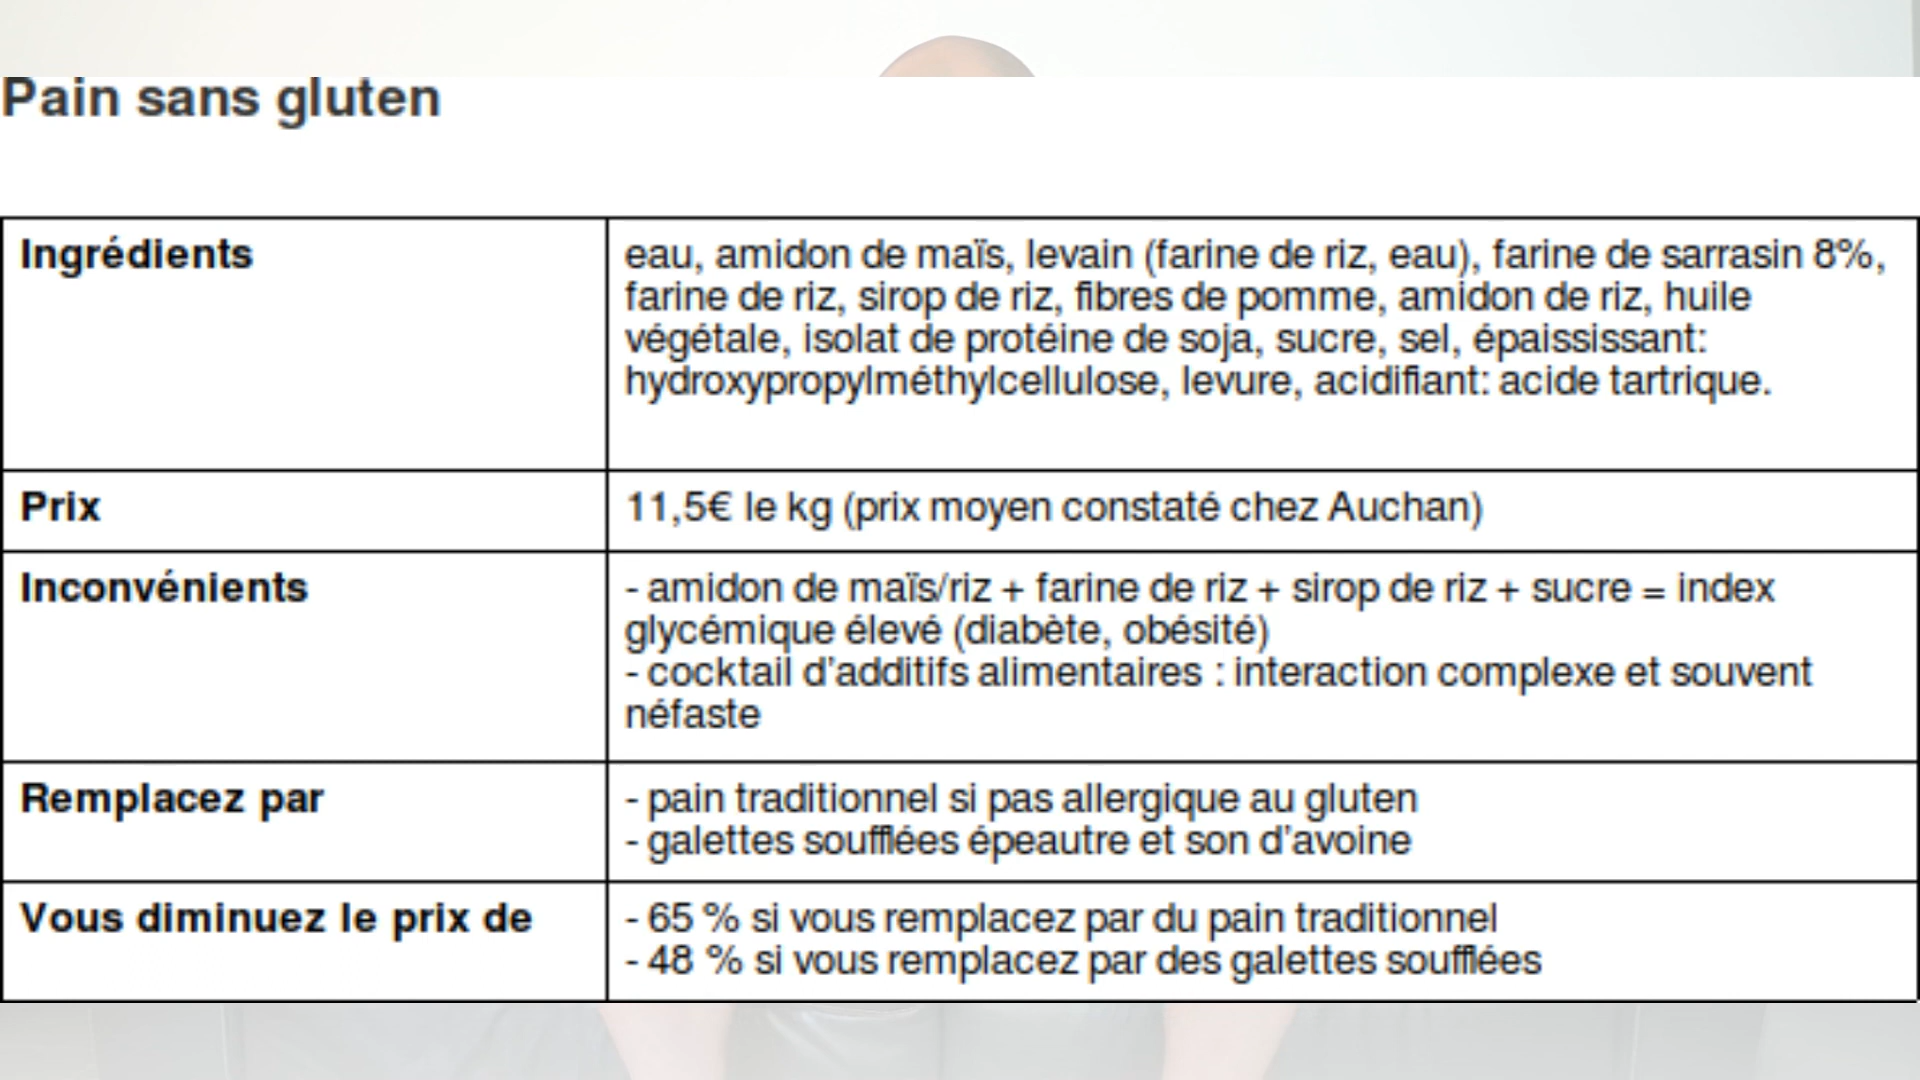 Pain sans gluten
Ingrédients
eau, amidon de maïs, levain (farine de riz, eau), farine de sarrasin 8%,
farine de riz, sirop de riz, fibres de pomme, amidon de riz, huile
végétale, isolat de protéine de soja, sucre, sel, épaississant:
hydroxypropylméthylcellulose, levure, acidifiant: acide tartrique.
Prix
11,5€ le kg (prix moyen constaté chez Auchan)
Inconvénients
- amidon de maïs/riz + farine de riz + sirop de riz + sucre = index
glycémique élevé (diabète, obésité)
- cocktail d'additifs alimentaires : interaction complexe et souvent
néfaste
Remplacez par
- pain traditionnel si pas allergique au gluten
- galettes soufflées épeautre et son d'avoine
Vous diminuez le prix de
- 65 % si vous remplacez par du pain traditionnel
- 48 % si vous remplacez par des galettes soufflées